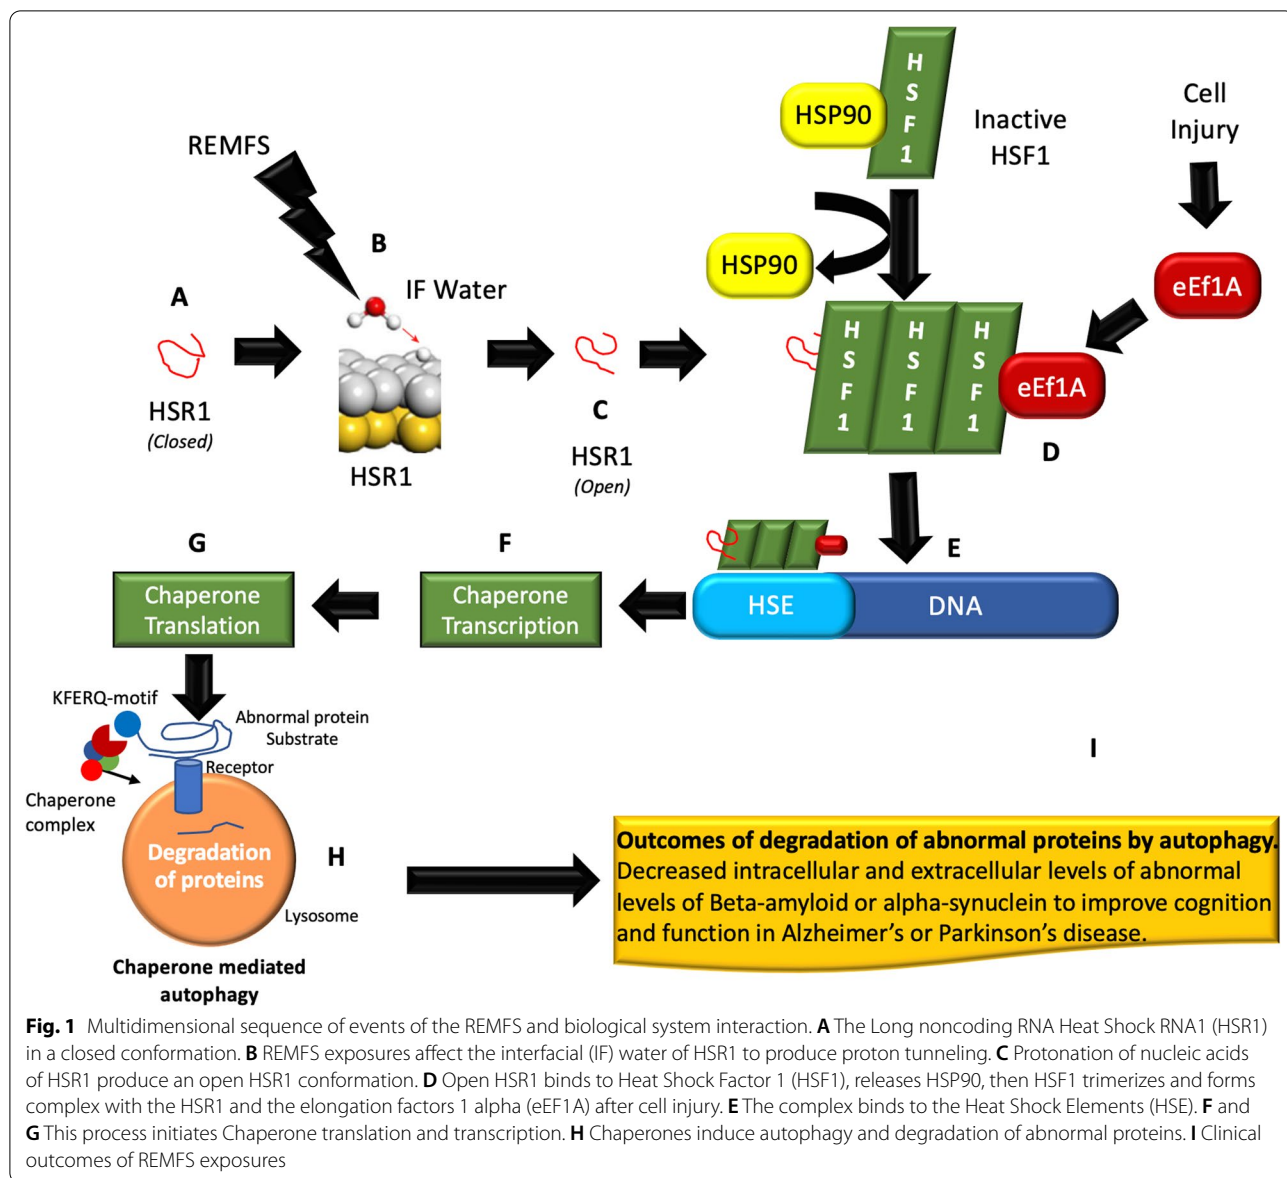 REMFS
A
HSR1
(Closed)
B
IF Water
HSR1
C
HSR1
(Open)
HSP90
H
S
F
1
Inactive
HSF1
Cell
Injury
HSP90
eEf1A
H
S
F
1
H
S
F
1
H
S
F
1
eEf1A
D
E
HSE
DNA
F
Chaperone
Transcription
G
Chaperone
Translation
KFERQ-motif
Abnormal protein
Substrate
Receptor
Chaperone
complex
Degradation
of proteins
H
Lysosome
Chaperone mediated
autophagy
I
Outcomes of degradation of abnormal proteins by autophagy.
Decreased intracellular and extracellular levels of abnormal
levels of Beta-amyloid or alpha-synuclein to improve cognition
and function in Alzheimer's or Parkinson's disease.
Fig. 1 Multidimensional sequence of events of the REMFS and biological system interaction. A The Long noncoding RNA Heat Shock RNA1 (HSR1)
in a closed conformation. B REMFS exposures affect the interfacial (IF) water of HSR1 to produce proton tunneling. C Protonation of nucleic acids
of HSR1 produce an open HSR1 conformation. D Open HSR1 binds to Heat Shock Factor 1 (HSF1), releases HSP90, then HSF1 trimerizes and forms
complex with the HSR1 and the elongation factors 1 alpha (eEF1A) after cell injury. E The complex binds to the Heat Shock Elements (HSE). F and
G This process initiates Chaperone translation and transcription. H Chaperones induce autophagy and degradation of abnormal proteins. I Clinical
outcomes of REMFS exposures